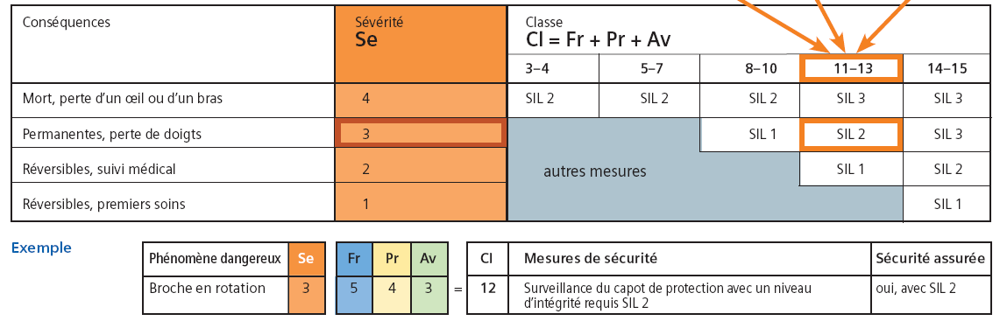 Conséquences
Sévérité
Se
Classe
Cl = Fr + Pr + Av
3–4 5–7 8–10 11–13 14–15
Mort, perte d'un œil ou d'un bras 4 SIL 2 SIL 2 SIL 2 SIL 3 SIL 3
Permanentes, perte de doigts 3 SIL 1 SIL 2 SIL 3
Réversibles, suivi médical 2 autres mesures SIL 1 SIL 2
Réversibles, premiers soins 1 SIL 1
Exemple
Phénomène dangereux Se Fr Pr Av Cl Mesures de sécurité Sécurité assurée
Broche en rotation 3 5 4 3 = 12 Surveillance du capot de protection avec un niveau oui, avec SIL 2
d'intégrité requis SIL 2